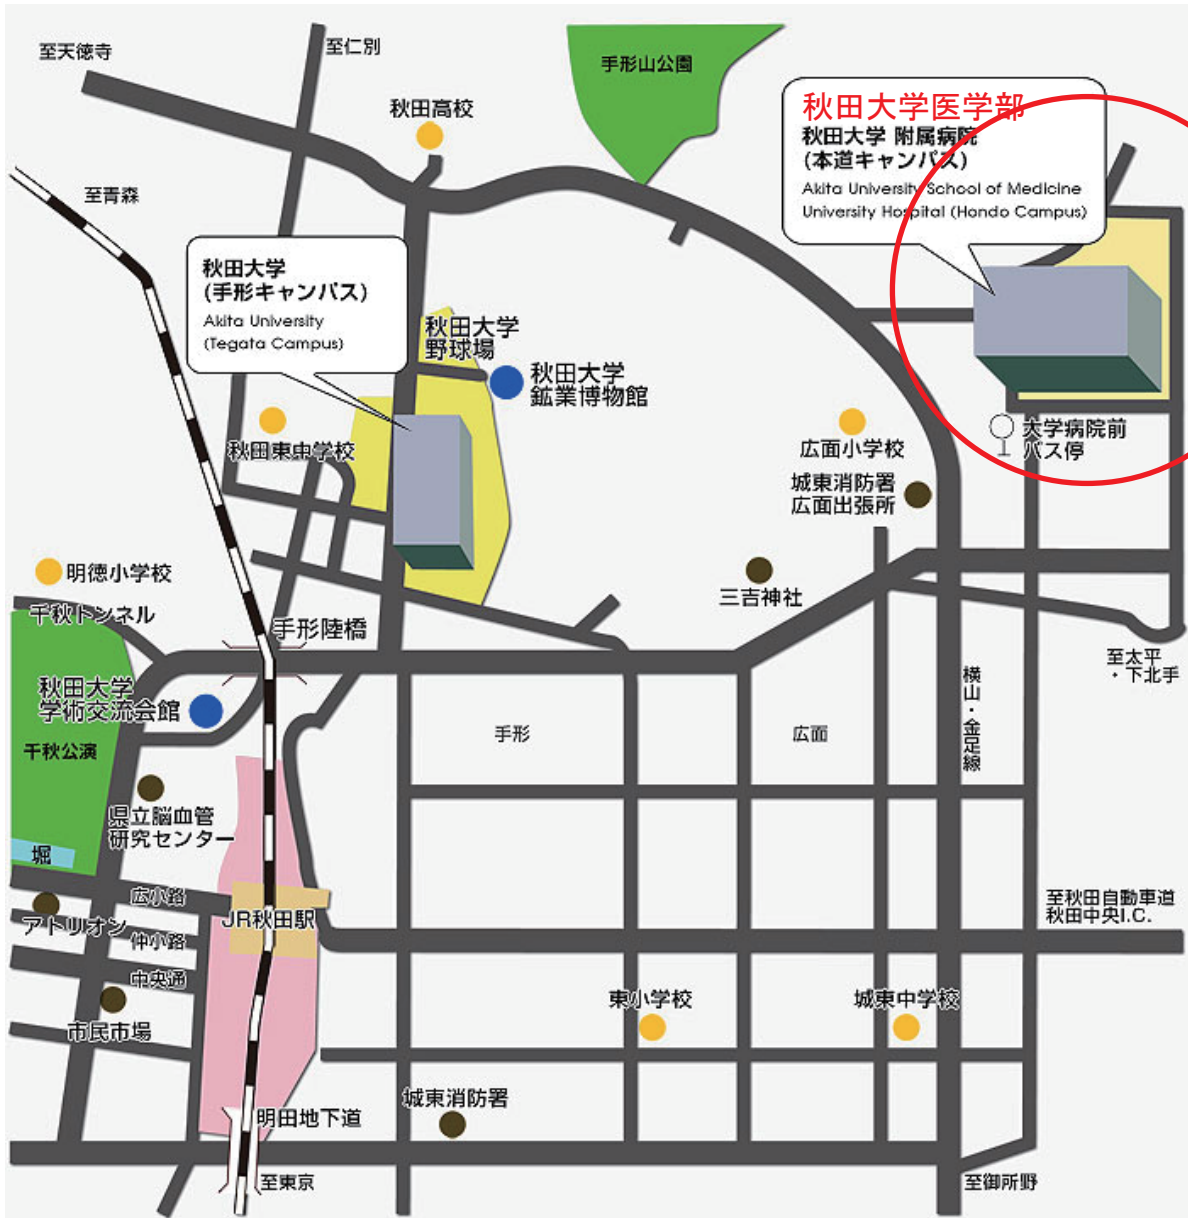 至天徳寺
至仁別
手形山公園
秋田高校
秋田大学医学部
秋田大学 附属病院
(本道キャンパス)
Akita University School of Medicine
University Hospital (Hondo Campus)
至青森
秋田大学
(手形キャンパス)
Akita University
(Tegata Campus)
秋田大学
野球場
秋田大学
鉱業博物館
秋田東中学校
広面小学校
大学病院前
バス停
城東消防署
広面出張所
明徳小学校
三吉神社
千秋トンネル
手形陸橋
至太平
・下北手
秋田大学
学術交流会館
横山・金足線
手形
広面
千秋公演
県立脳血管
研究センター
堀
広小路
至秋田自動車道
秋田中央I.C.
アトリオン
JR秋田駅
仲小路
中央通
東小学校
城東中学校
市民市場
城東消防署
明田地下道
至東京
至御所野